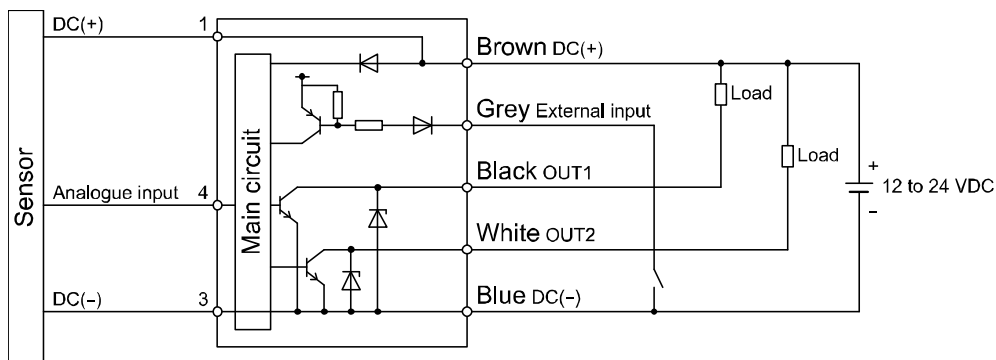 DC(+) 1
Brown DC(+)
Grey External input
Load
Load
Sensor
Main circuit
Analogue input 4
Black OUT1
+
12 to 24 VDC
−
White OUT2
DC(−) 3
Blue DC(−)